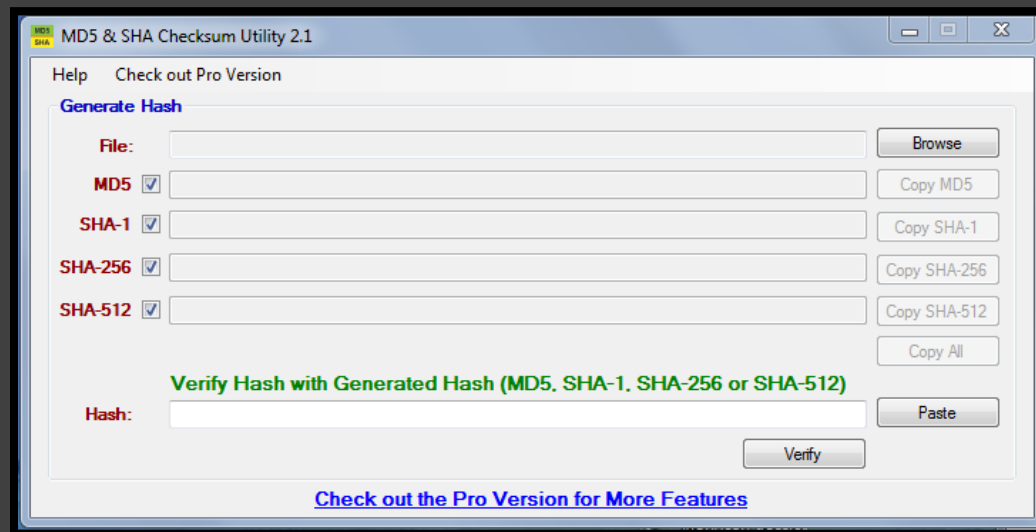 MD5
SHA
MD5 & SHA Checksum Utility 2.1
Help Check out Pro Version
Generate Hash
File: Browse
MD5 Copy MD5
SHA-1 Copy SHA-1
SHA-256 Copy SHA-256
SHA-512 Copy SHA-512
Copy All
Verify Hash with Generated Hash (MD5, SHA-1, SHA-256 or SHA-512)
Hash: Paste
Verify
Check out the Pro Version for More Features